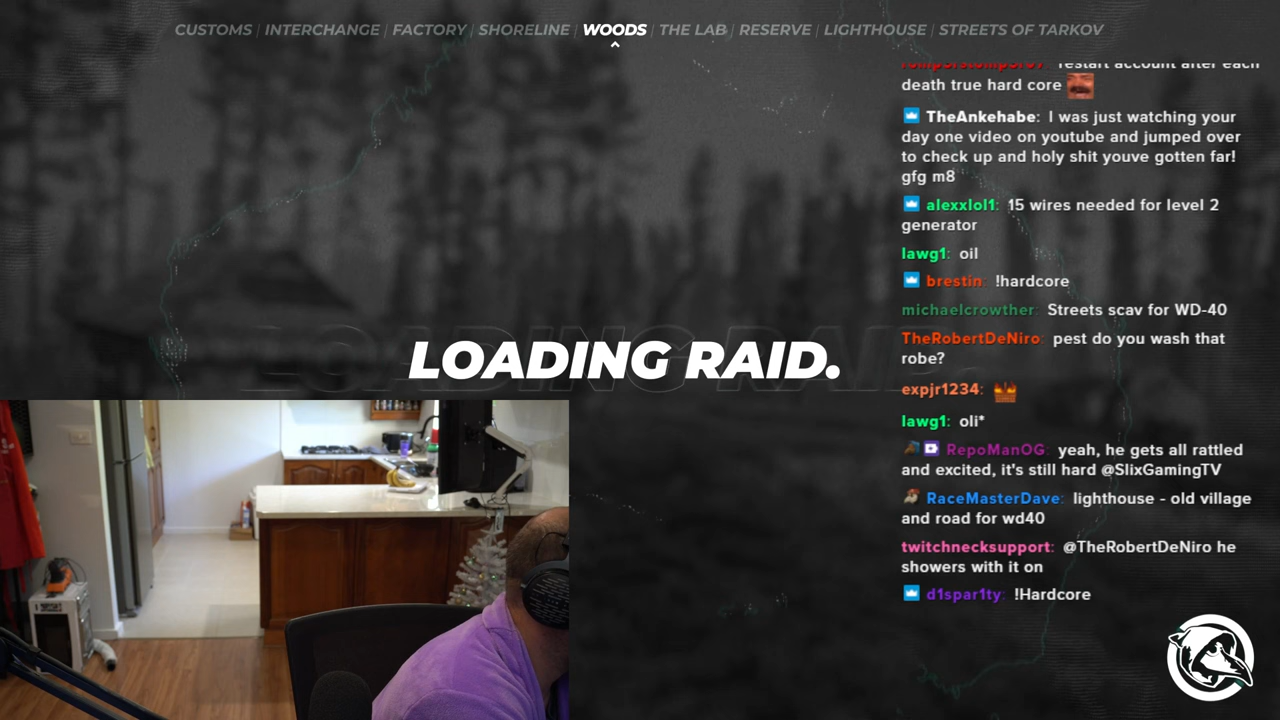 CUSTOMS | INTERCHANGE | FACTORY | SHORELINE | WOODS | THE LAB | RESERVE | LIGHTHOUSE | STREETS OF TARKOV
restart account after each
death true hard core
TheAnkehabe: I was just watching your
day one video on youtube and jumped over
to check up and holy shit youve gotten far!
gfg m8
alexxlol1: 15 wires needed for level 2
generator
lawg1: oil
brestin: !hardcore
michaelcrowther: Streets scav for WD-40
TheRobertDeNiro: pest do you wash that
robe?
expjr1234:
lawg1: oli*
RepoManOG: yeah, he gets all rattled
and excited, it's still hard @SlixGamingTV
RaceMasterDave: lighthouse - old village
and road for wd40
twitchnecksupport: @TheRobertDeNiro he
showers with it on
d1spar1ty: !Hardcore
LOADING RAID.